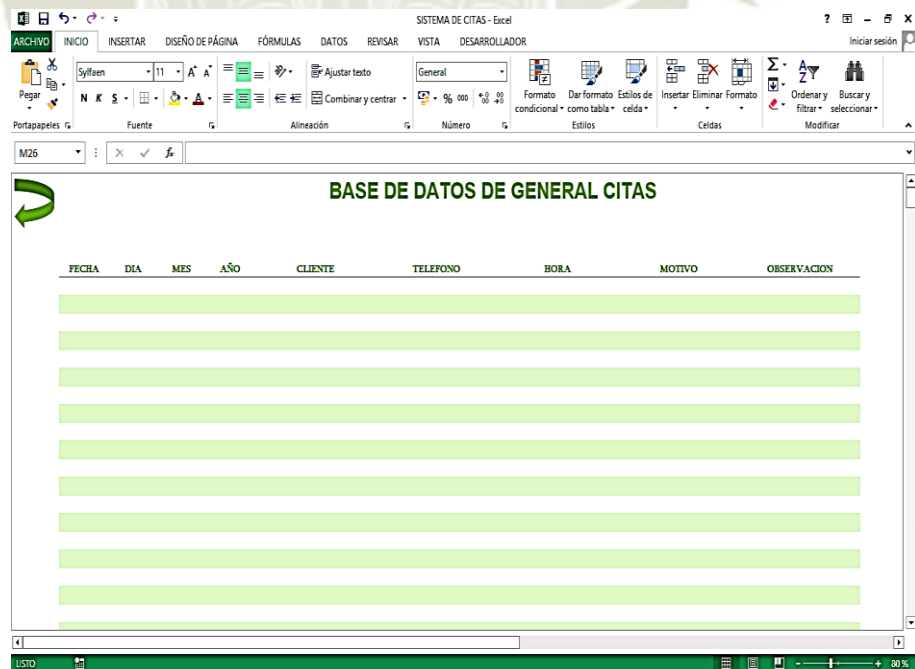 SISTEMA DE CITAS - Excel
ARCHIVO INICIO INSERTAR DISEÑO DE PÁGINA FÓRMULAS DATOS REVISAR VISTA DESARROLLADOR Iniciar sesión
Pegar
Sylfaen 11
N K S
Ajustar texto
Combinar y centrar
General
% 000
Formato condicional
Dar formato como tabla
Estilos de celda
Insertar Eliminar Formato
Ordenar y filtrar
Buscar y seleccionar
Portapapeles Fuente Alineación Número Estilos Celdas Modificar
M26 fx
BASE DE DATOS DE GENERAL CITAS
FECHA DIA MES AÑO CLIENTE TELEFONO HORA MOTIVO OBSERVACION
LISTO 80%